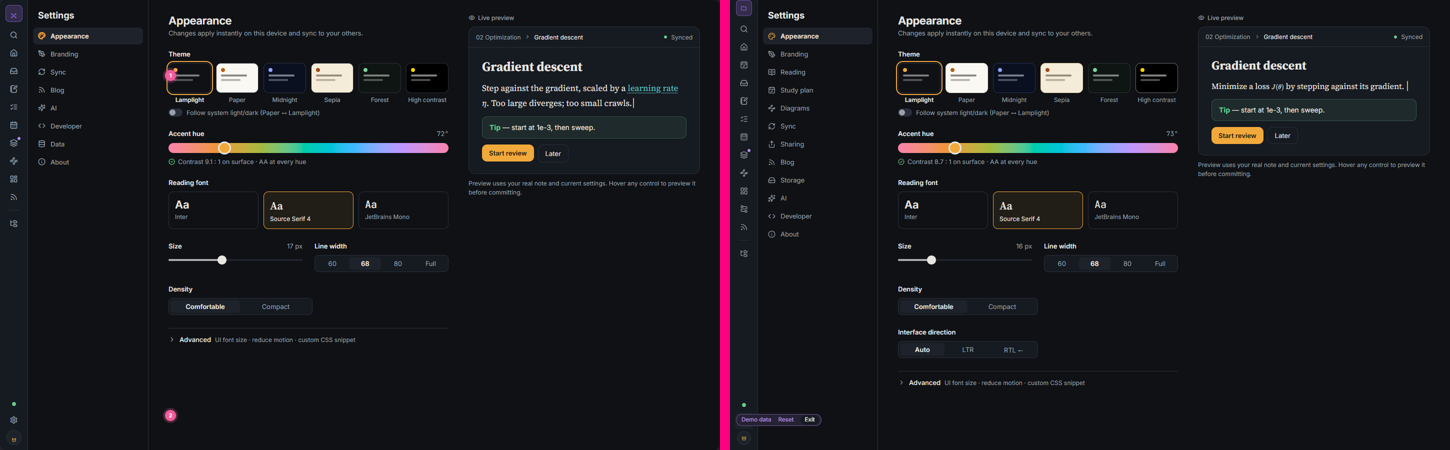 Settings
Appearance
Branding
Sync
Blog
AI
Developer
Data
About
Appearance
Changes apply instantly on this device and sync to your others.
Theme
1
Lamplight
Paper
Midnight
Sepia
Forest
High contrast
Follow system light/dark (Paper ↔ Lamplight)
Accent hue
72°
Contrast 9.1 : 1 on surface · AA at every hue
Reading font
Aa
Inter
Aa
Source Serif 4
Aa
JetBrains Mono
Size
17 px
Line width
60
68
80
Full
Density
Comfortable
Compact
Advanced UI font size · reduce motion · custom CSS snippet
2
Live preview
02 Optimization › Gradient descent
Synced
Gradient descent
Step against the gradient, scaled by a learning rate
η. Too large diverges; too small crawls.
Tip — start at 1e-3, then sweep.
Start review
Later
Preview uses your real note and current settings. Hover any control to preview it
before committing.
Settings
Appearance
Branding
Reading
Study plan
Diagrams
Sync
Sharing
Blog
Storage
AI
Developer
About
Demo data
Reset
Exit
Appearance
Changes apply instantly on this device and sync to your others.
Theme
Lamplight
Paper
Midnight
Sepia
Forest
High contrast
Follow system light/dark (Paper ↔ Lamplight)
Accent hue
73°
Contrast 8.7 : 1 on surface · AA at every hue
Reading font
Aa
Inter
Aa
Source Serif 4
Aa
JetBrains Mono
Size
16 px
Line width
60
68
80
Full
Density
Comfortable
Compact
Interface direction
Auto
LTR
RTL ←
Advanced UI font size · reduce motion · custom CSS snippet
Live preview
02 Optimization › Gradient descent
Synced
Gradient descent
Minimize a loss J(θ) by stepping against its gradient.
Tip — start at 1e-3, then sweep.
Start review
Later
Preview uses your real note and current settings. Hover any control to preview it
before committing.